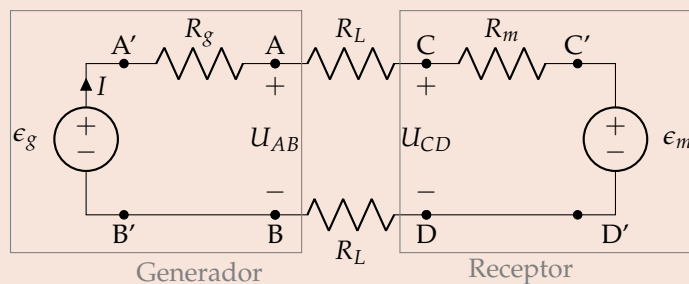 R_g R_L R_m
A′ A C C′
I + +
ϵ_g + − U_AB U_CD + − ϵ_m
− −
B′ B D D′
R_L
Generador Receptor